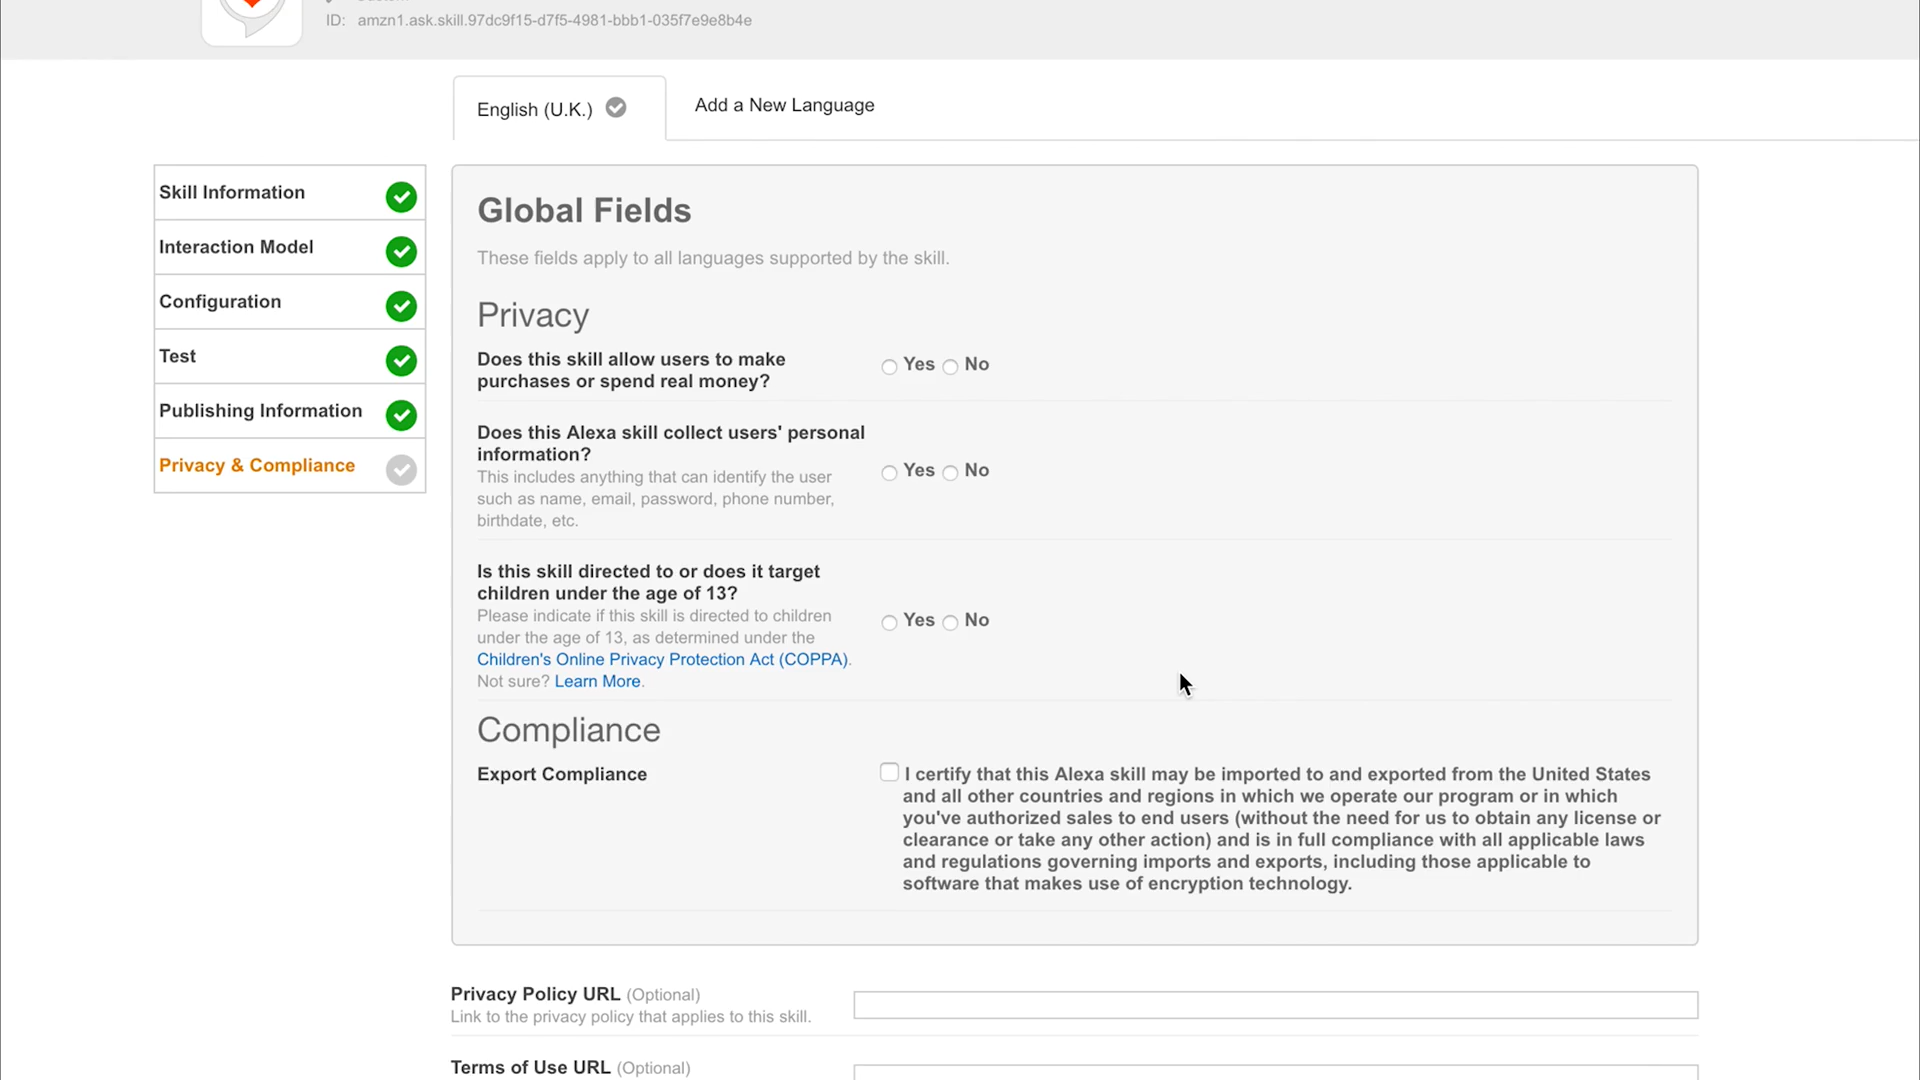 ID: amzn1.ask.skill.97dc9f15-d7f5-4981-bbb1-035f7e9e8b4e
English (U.K.)
Add a New Language
Skill Information
Interaction Model
Configuration
Test
Publishing Information
Privacy & Compliance
Global Fields
These fields apply to all languages supported by the skill.
Privacy
Does this skill allow users to make
purchases or spend real money?
Yes No
Does this Alexa skill collect users' personal
information?
This includes anything that can identify the user
such as name, email, password, phone number,
birthdate, etc.
Yes No
Is this skill directed to or does it target
children under the age of 13?
Please indicate if this skill is directed to children
under the age of 13, as determined under the
Children's Online Privacy Protection Act (COPPA).
Not sure? Learn More.
Yes No
Compliance
Export Compliance
I certify that this Alexa skill may be imported to and exported from the United States
and all other countries and regions in which we operate our program or in which
you've authorized sales to end users (without the need for us to obtain any license or
clearance or take any other action) and is in full compliance with all applicable laws
and regulations governing imports and exports, including those applicable to
software that makes use of encryption technology.
Privacy Policy URL (Optional)
Link to the privacy policy that applies to this skill.
Terms of Use URL (Optional)